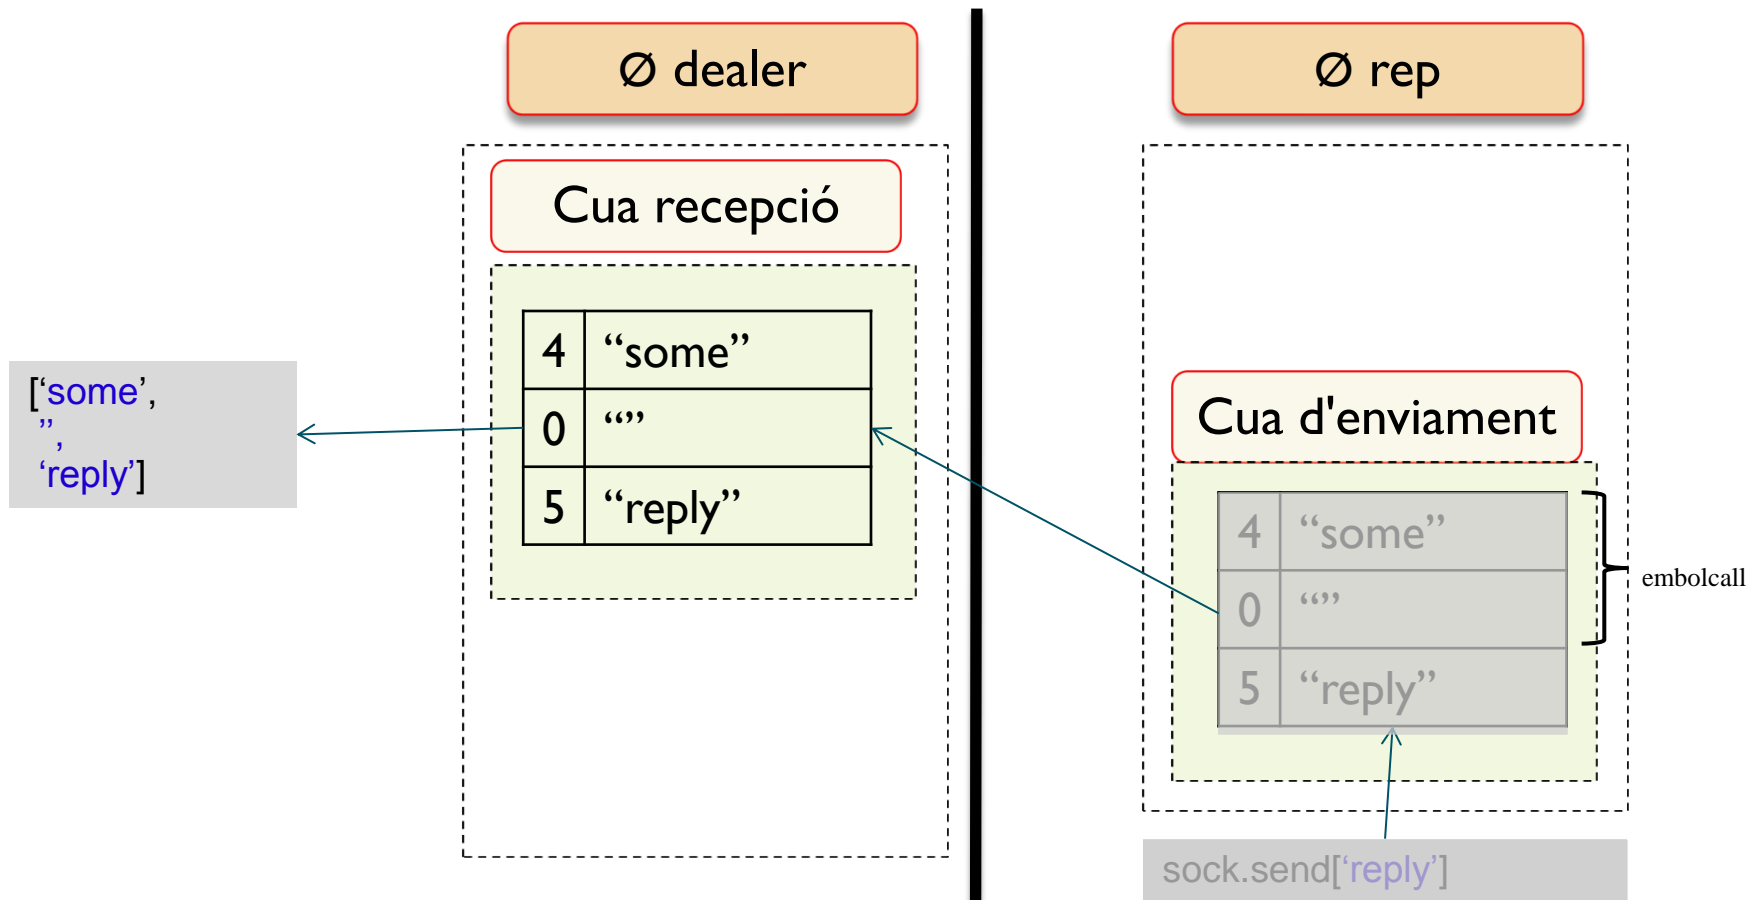 Ø dealer
Ø rep
Cua recepció
4 “some”
0 “”
5 “reply”
[‘some’,
’’,
‘reply’]
Cua d'enviament
4 “some”
0 “”
5 “reply”
embolcall
sock.send[‘reply’]